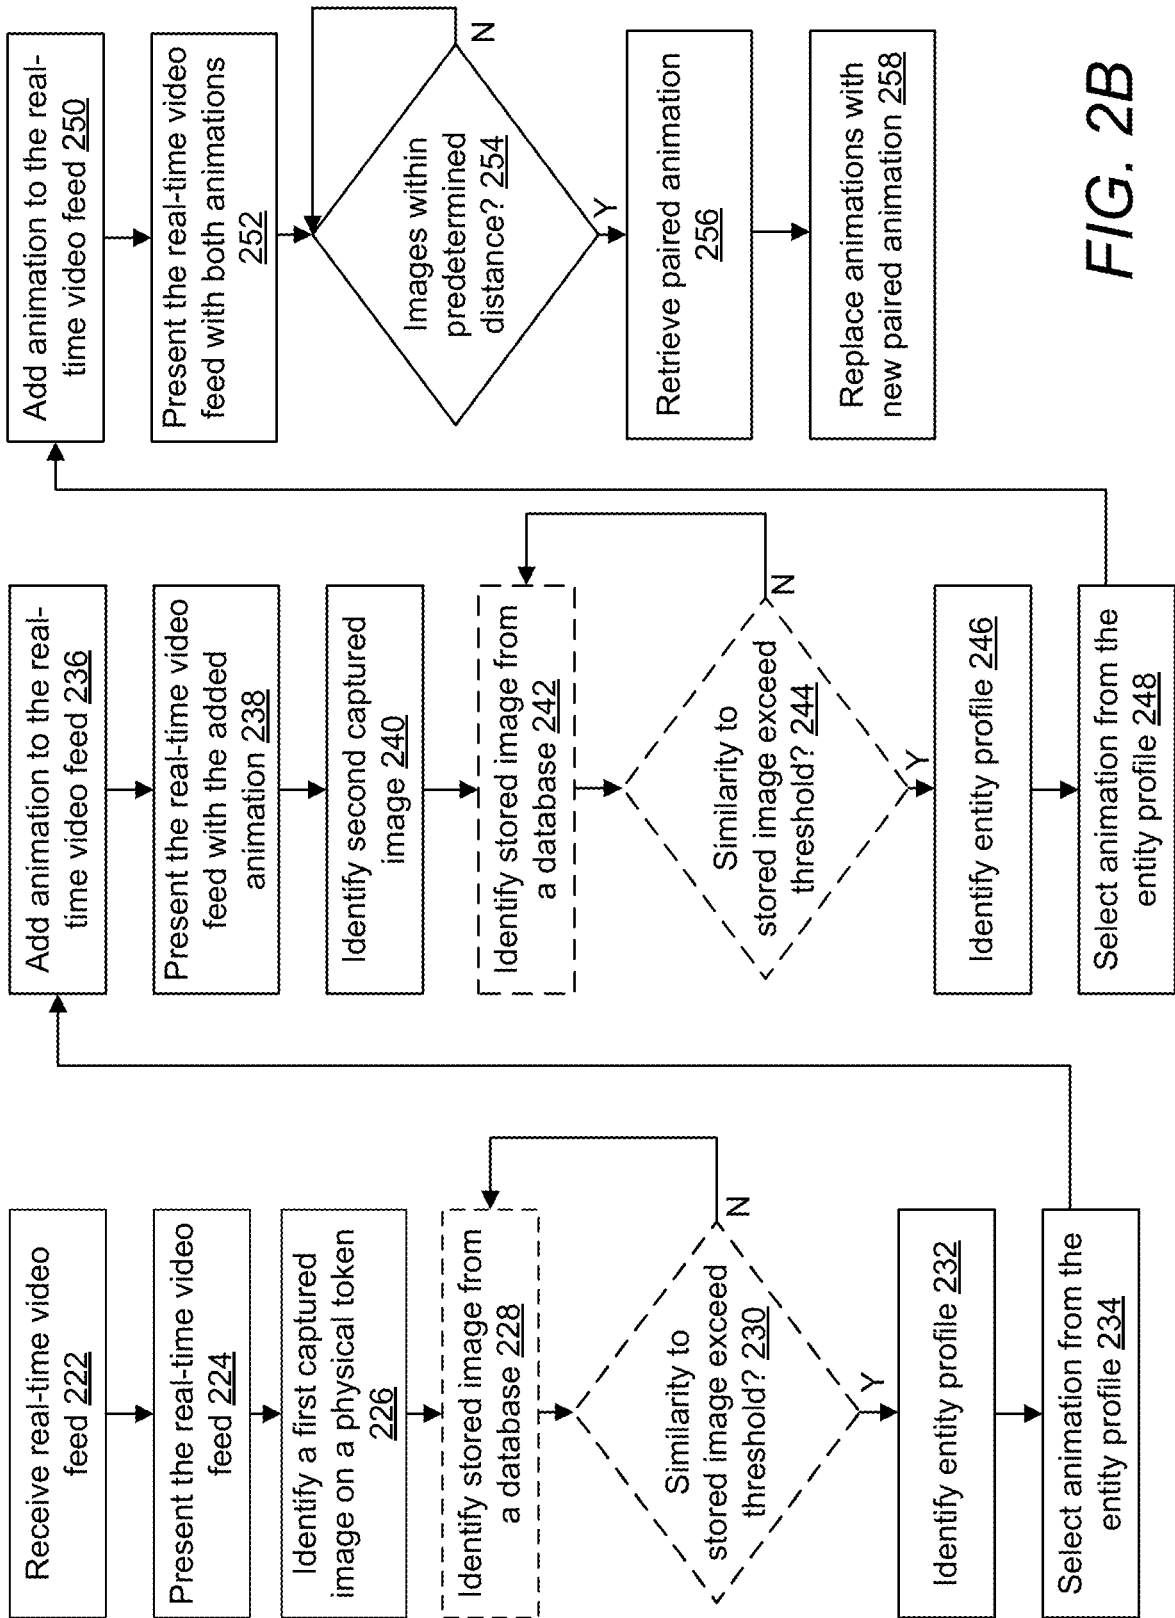 Receive real-time video
feed 222
Present the real-time video
feed 224
Identify a first captured
image on a physical token
226
Identify stored image from
a database 228
Similarity to
stored image exceed
threshold? 230
N
Y
Identify entity profile 232
Select animation from the
entity profile 234
Add animation to the real-
time video feed 236
Present the real-time video
feed with the added
animation 238
Identify second captured
image 240
Identify stored image from
a database 242
Similarity to
stored image exceed
threshold? 244
N
Y
Identify entity profile 246
Select animation from the
entity profile 248
Add animation to the real-
time video feed 250
Present the real-time video
feed with both animations
252
Images within
predetermined
distance? 254
N
Y
Retrieve paired animation
256
Replace animations with
new paired animation 258
FIG. 2B